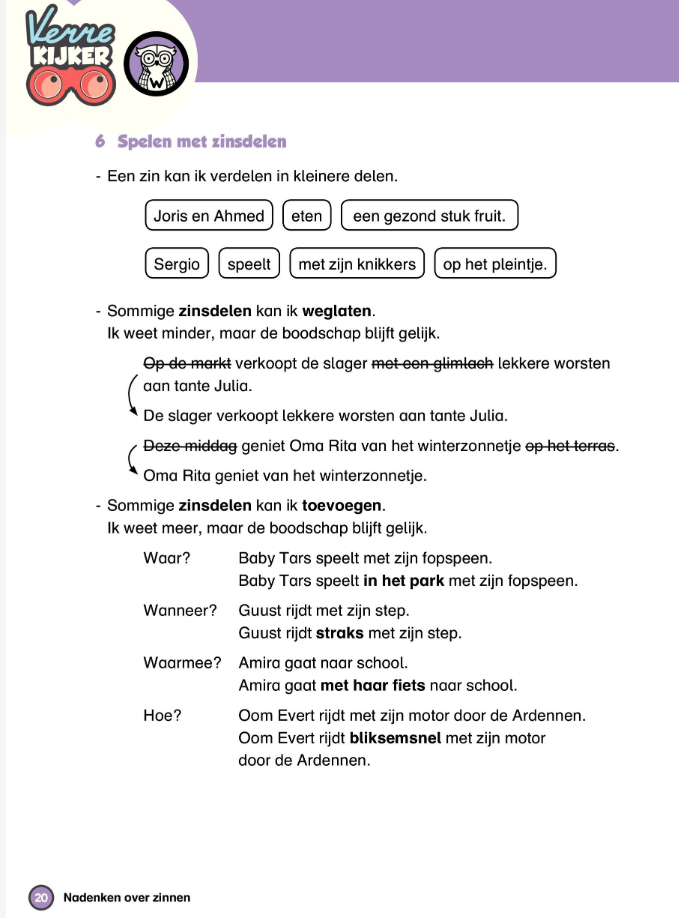 Verre
KIJKER
W
6 Spelen met zinsdelen
- Een zin kan ik verdelen in kleinere delen.
Joris en Ahmed eten een gezond stuk fruit.
Sergio speelt met zijn knikkers op het pleintje.
- Sommige zinsdelen kan ik weglaten.
Ik weet minder, maar de boodschap blijft gelijk.
Op de markt verkoopt de slager met een glimlach lekkere worsten
aan tante Julia.
De slager verkoopt lekkere worsten aan tante Julia.
Deze middag geniet Oma Rita van het winterzonnetje op het terras.
Oma Rita geniet van het winterzonnetje.
- Sommige zinsdelen kan ik toevoegen.
Ik weet meer, maar de boodschap blijft gelijk.
Waar? Baby Tars speelt met zijn fopspeen.
Baby Tars speelt in het park met zijn fopspeen.
Wanneer? Guust rijdt met zijn step.
Guust rijdt straks met zijn step.
Waarmee? Amira gaat naar school.
Amira gaat met haar fiets naar school.
Hoe? Oom Evert rijdt met zijn motor door de Ardennen.
Oom Evert rijdt bliksemsnel met zijn motor
door de Ardennen.
20 Nadenken over zinnen